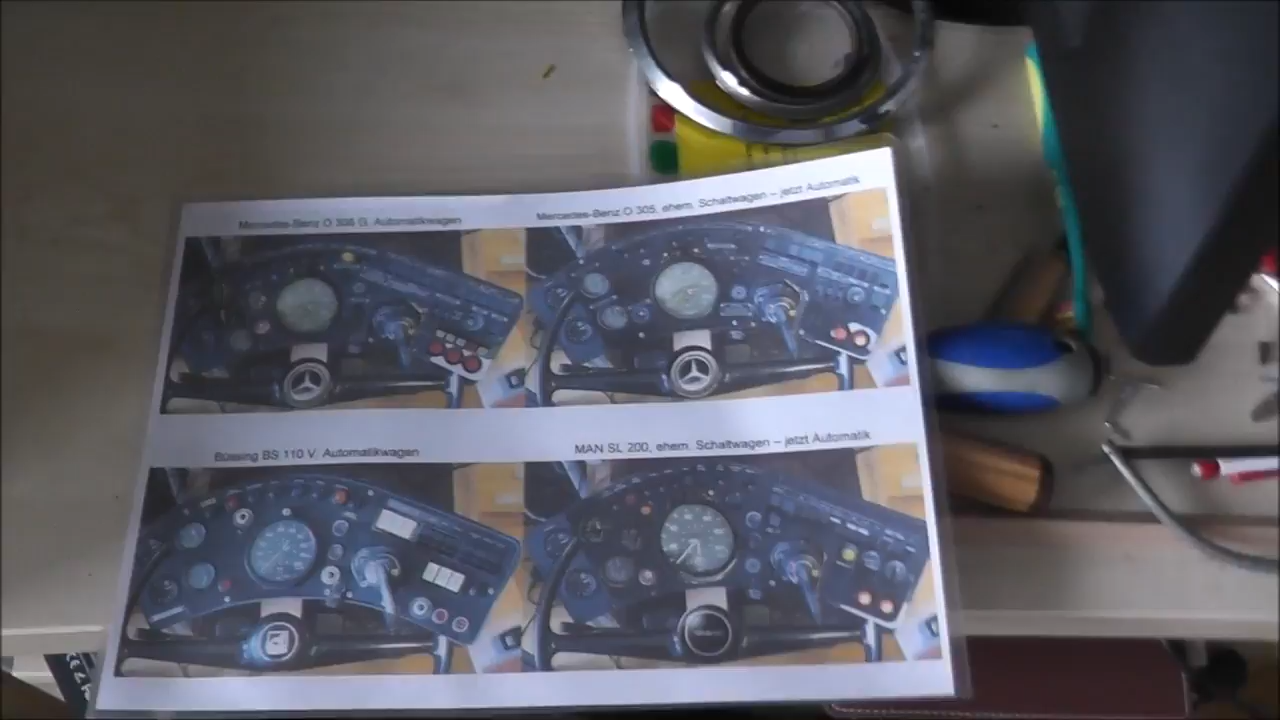 Mercedes-Benz O 305 G, Automatikwagen
Mercedes-Benz O 305, ehem. Schaltwagen – jetzt Automatik
Büssing BS 110 V, Automatikwagen
MAN SL 200, ehem. Schaltwagen – jetzt Automatik